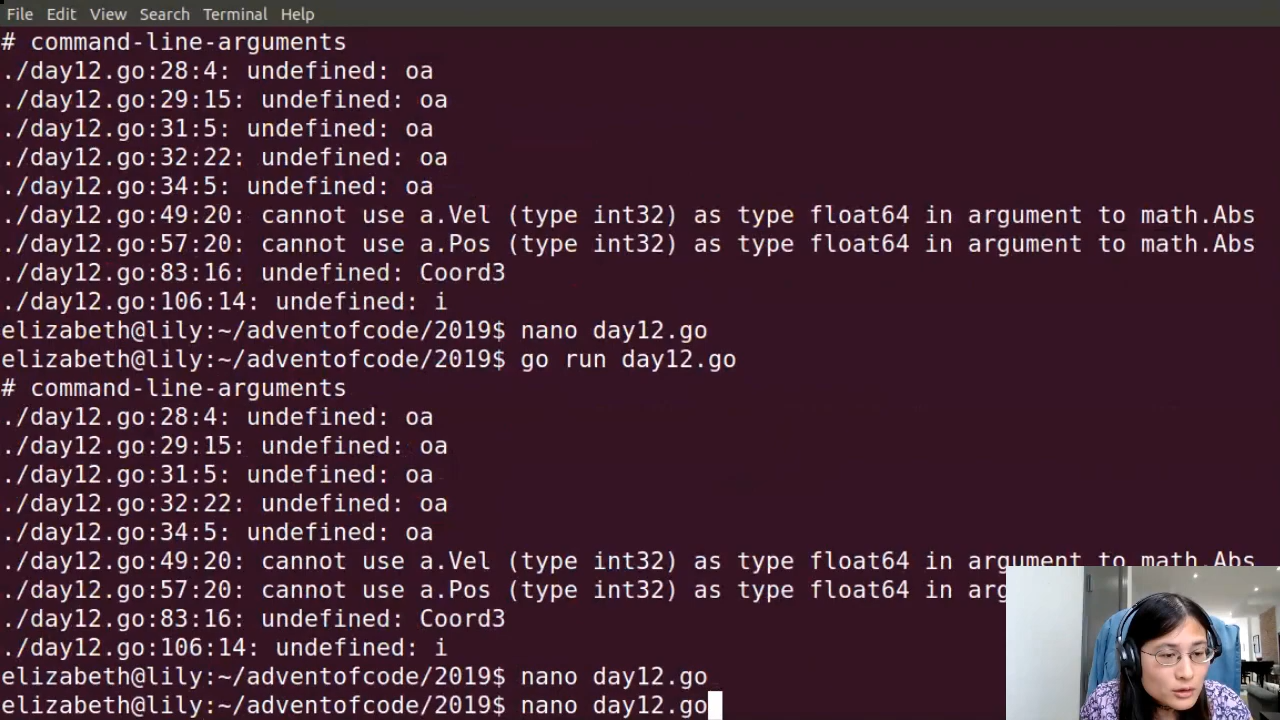 File Edit View Search Terminal Help
# command-line-arguments
./day12.go:28:4: undefined: oa
./day12.go:29:15: undefined: oa
./day12.go:31:5: undefined: oa
./day12.go:32:22: undefined: oa
./day12.go:34:5: undefined: oa
./day12.go:49:20: cannot use a.Vel (type int32) as type float64 in argument to math.Abs
./day12.go:57:20: cannot use a.Pos (type int32) as type float64 in argument to math.Abs
./day12.go:83:16: undefined: Coord3
./day12.go:106:14: undefined: i
elizabeth@lily:~/adventofcode/2019$ nano day12.go
elizabeth@lily:~/adventofcode/2019$ go run day12.go
# command-line-arguments
./day12.go:28:4: undefined: oa
./day12.go:29:15: undefined: oa
./day12.go:31:5: undefined: oa
./day12.go:32:22: undefined: oa
./day12.go:34:5: undefined: oa
./day12.go:49:20: cannot use a.Vel (type int32) as type float64 in argument to math.Abs
./day12.go:57:20: cannot use a.Pos (type int32) as type float64 in
./day12.go:83:16: undefined: Coord3
./day12.go:106:14: undefined: i
elizabeth@lily:~/adventofcode/2019$ nano day12.go
elizabeth@lily:~/adventofcode/2019$ nano day12.go